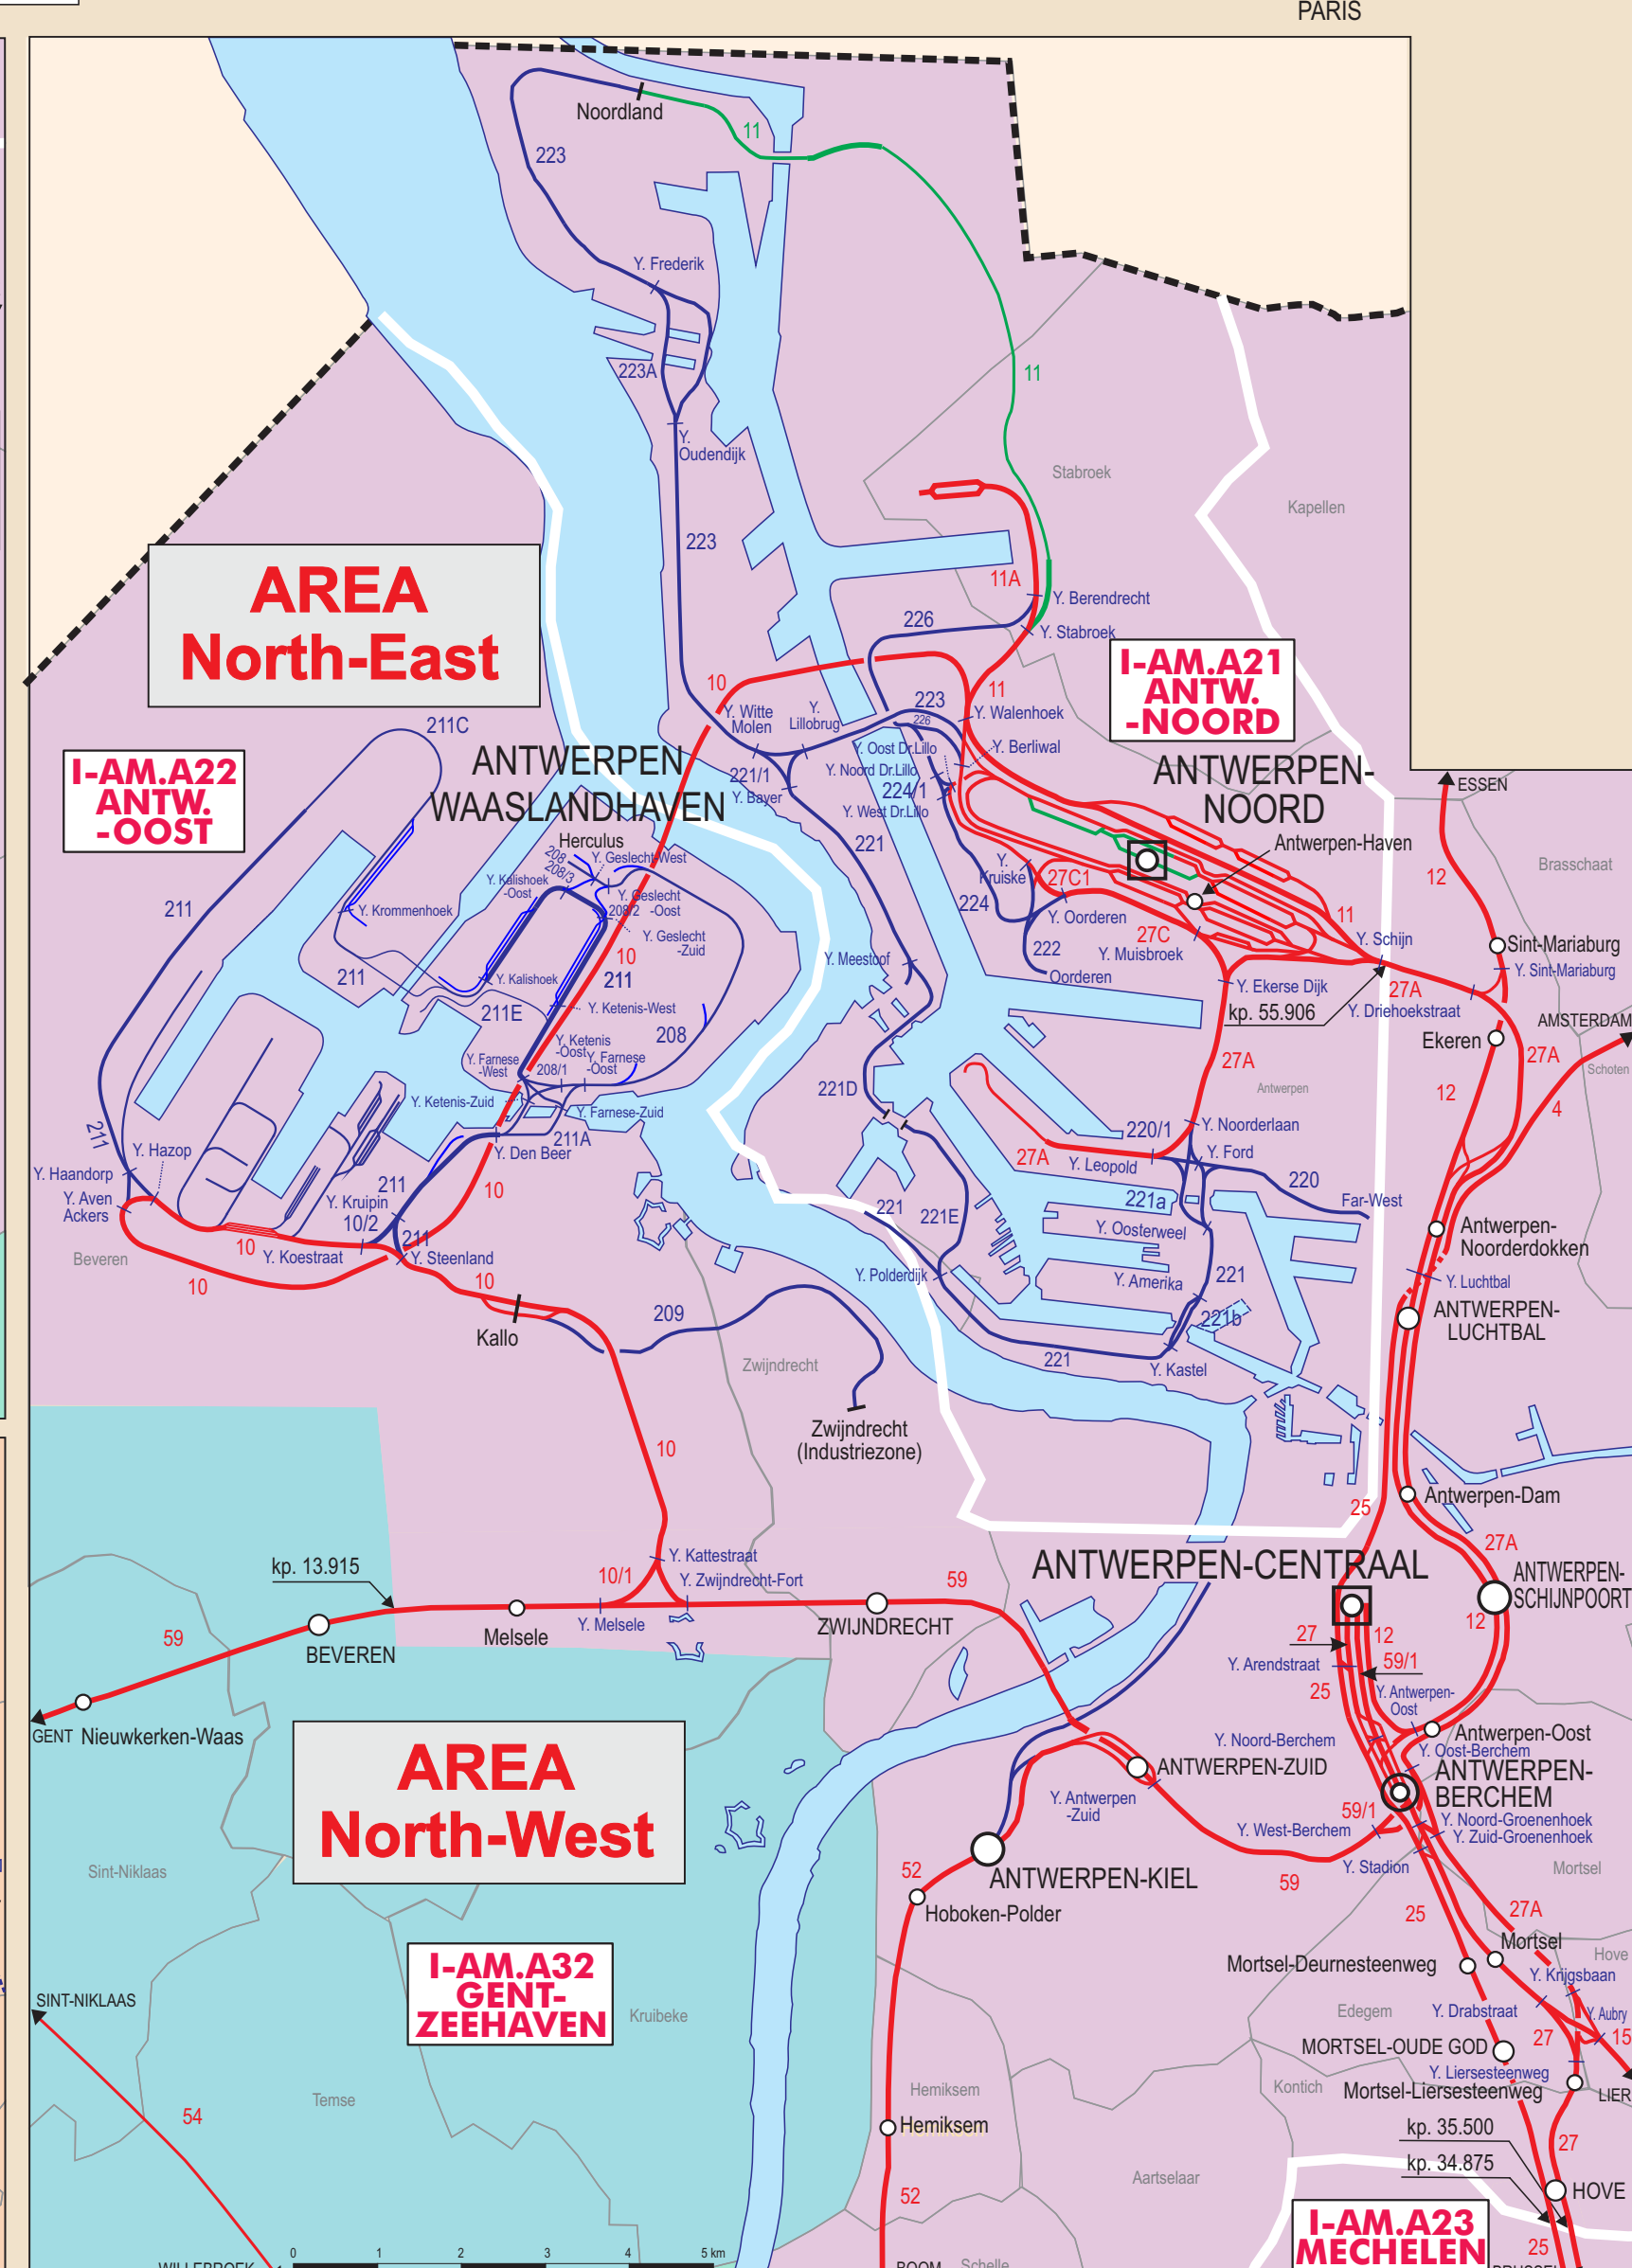 PARIS
Noordland
11
223
Y. Frederik
223A
11
Y.
Oudendijk
Stabroek
Kapellen
223
11A
Y. Berendrecht
226
Y. Stabroek
AREA
North-East
I-AM.A21
ANTW.
-NOORD
10
11
223
226
Y. Walenhoek
Y. Witte
Molen
Y.
Lillobrug
211C
I-AM.A22
ANTW.
-OOST
ANTWERPEN
WAASLANDHAVEN
Y. Oost Dr.Lillo
Y. Berliwal
Y. Noord Dr.Lillo
221/1
224/1
Y. Bayer
Y. West Dr.Lillo
ANTWERPEN-
NOORD
ESSEN
Antwerpen-Haven
Herculus
208
208/3
Y. Geslecht-West
221
Y.
Kruiske
27C1
Brasschaat
12
Y. Kalishoek
-Oost
Y. Geslecht
-Oost
208/2
211
Y. Krommenhoek
224
Y. Oorderen
11
27C
Y. Muisbroek
Y. Schijn
Sint-Mariaburg
Y. Geslecht
-Zuid
10
Y. Meestoof
222
Oorderen
Y. Sint-Mariaburg
211
Y. Kalishoek
211
Y. Ekerse Dijk
27A
211E
Y. Ketenis-West
kp. 55.906
Y. Driehoekstraat
AMSTERDAM
208
Y. Ketenis
-Oost
Ekeren
27A
Y. Farnese
-West
208/1
Y. Farnese
-Oost
27A
Schoten
Antwerpen
221D
12
4
Y. Ketenis-Zuid
Y. Farnese-Zuid
211
211A
220/1
Y. Noorderlaan
Y. Hazop
Y. Den Beer
27A
Y. Leopold
Y. Ford
Y. Haandorp
211
10
220
Y. Aven
Ackers
Y. Kruipin
221a
Far-West
10/2
221
221E
211
Y. Oosterweel
Antwerpen-
Noorderdokken
10
Y. Koestraat
Y. Steenland
Beveren
10
10
Y. Polderdijk
Y. Amerika
221
Y. Luchtbal
209
221b
ANTWERPEN-
LUCHTBAL
Kallo
221
Y. Kastel
Zwijndrecht
Zwijndrecht
(Industriezone)
10
25
Antwerpen-Dam
27A
kp. 13.915
Y. Kattestraat
10/1
Y. Zwijndrecht-Fort
59
ANTWERPEN-CENTRAAL
ANTWERPEN-
SCHIJNPOORT
59
BEVEREN
Melsele
Y. Melsele
ZWIJNDRECHT
27
12
12
59/1
Y. Arendstraat
25
Y. Antwerpen-
Oost
GENT
Nieuwkerken-Waas
Antwerpen-Oost
Y. Noord-Berchem
Y. Oost-Berchem
AREA
North-West
ANTWERPEN-ZUID
ANTWERPEN-
BERCHEM
Y. Antwerpen
-Zuid
59/1
Y. West-Berchem
Y. Noord-Groenenhoek
Y. Zuid-Groenenhoek
Sint-Niklaas
52
ANTWERPEN-KIEL
Y. Stadion
Mortsel
59
Hoboken-Polder
25
27A
Mortsel
Hove
Mortsel-Deurnesteenweg
Y. Krijgsbaan
I-AM.A32
GENT-
ZEEHAVEN
SINT-NIKLAAS
Kruibeke
Edegem
Y. Drabstraat
Y. Aubry
27
15
MORTSEL-OUDE GOD
Y. Liersesteenweg
Mortsel-Liersesteenweg
LIER
Temse
Hemiksem
Kontich
54
Hemiksem
kp. 35.500
27
kp. 34.875
Aartselaar
52
HOVE
I-AM.A23
MECHELEN
25
0 1 2 3 4 5 km
WILLEBROEK
BOOM
Schelle